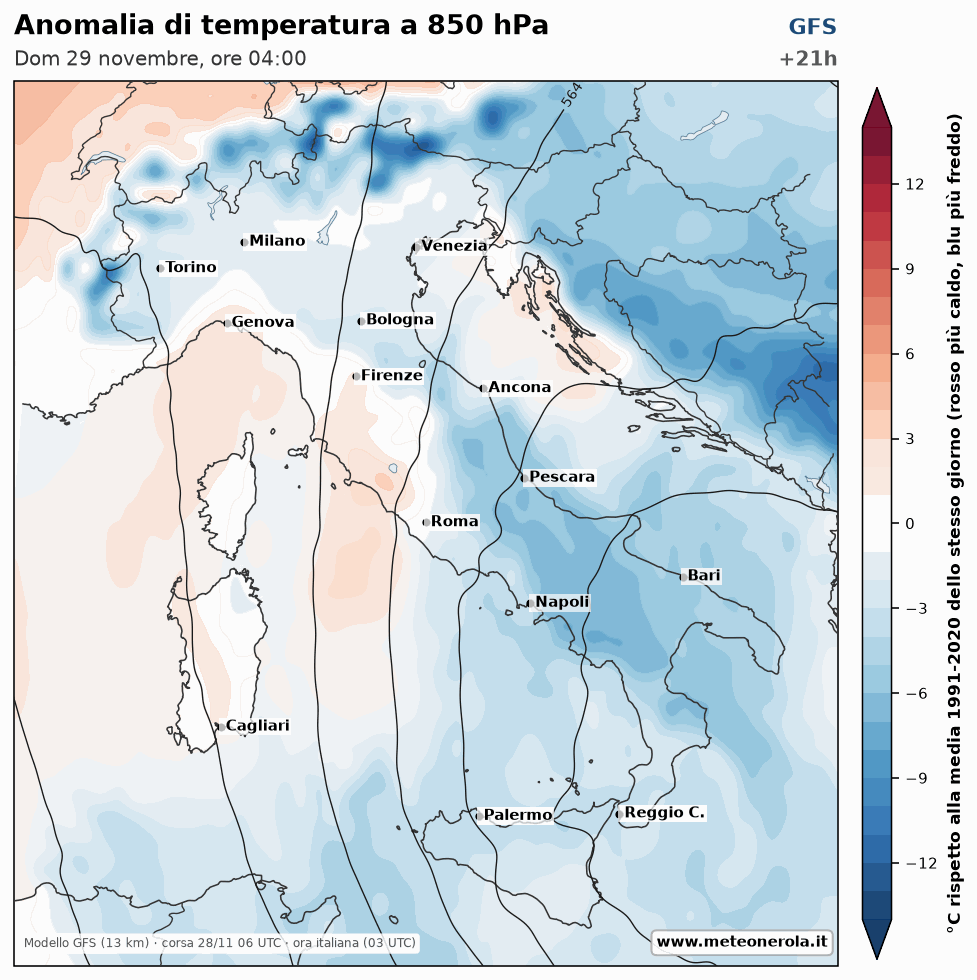 Anomalia di temperatura a 850 hPa
GFS
Dom 29 novembre, ore 04:00
+21h
564
Milano
Venezia
Torino
Genova
Bologna
Firenze
Ancona
Pescara
Roma
Bari
Napoli
Cagliari
Palermo
Reggio C.
12
9
6
3
0
−3
−6
−9
−12
°C rispetto alla media 1991-2020 dello stesso giorno (rosso più caldo, blu più freddo)
Modello GFS (13 km) · corsa 28/11 06 UTC · ora italiana (03 UTC)
www.meteonerola.it